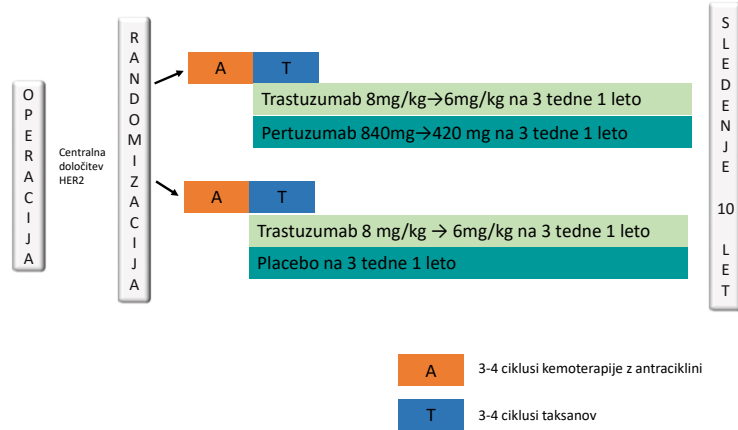 OPERACIJA
Centralna
določitev
HER2
RANDOMIZACIJA
A
T
Trastuzumab 8mg/kg→6mg/kg na 3 tedne 1 leto
Pertuzumab 840mg→420 mg na 3 tedne 1 leto
A
T
Trastuzumab 8 mg/kg → 6mg/kg na 3 tedne 1 leto
Placebo na 3 tedne 1 leto
SLEDENJE 10 LET
A
3-4 ciklusi kemoterapije z antraciklini
T
3-4 ciklusi taksanov